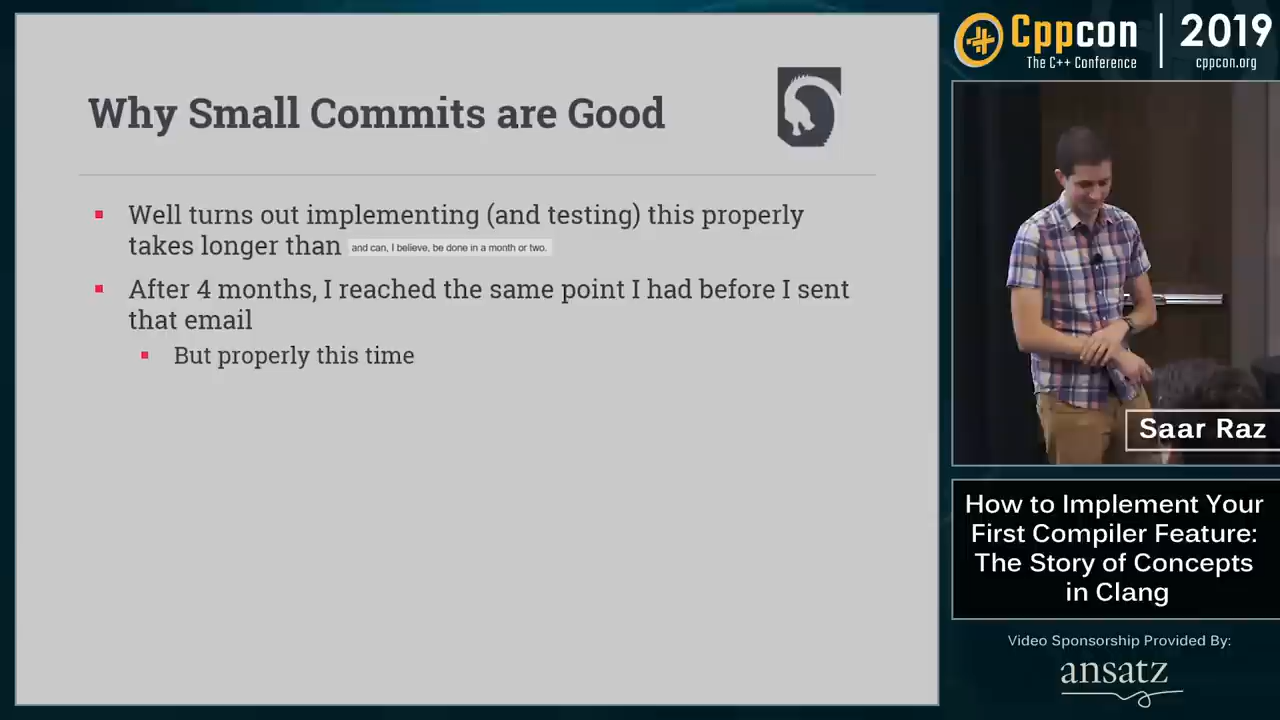 Why Small Commits are Good
Well turns out implementing (and testing) this properly
takes longer than and can, I believe, be done in a month or two.
After 4 months, I reached the same point I had before I sent
that email
But properly this time
Cppcon | 2019
The C++ Conference
cppcon.org
Saar Raz
How to Implement Your
First Compiler Feature:
The Story of Concepts
in Clang
Video Sponsorship Provided By:
ansatz